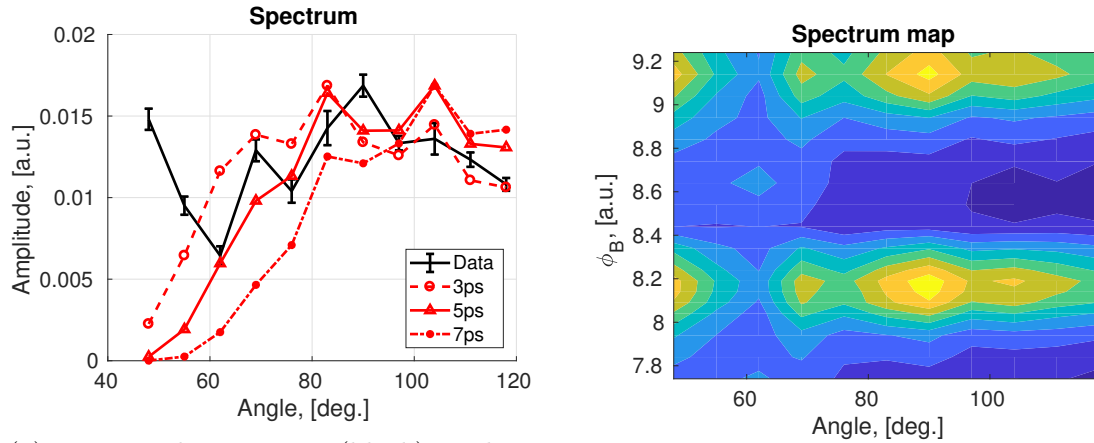 Spectrum
0.02
0.015
0.01
0.005
0
Amplitude, [a.u.]
40
60
80
100
120
Angle, [deg.]
Data
3ps
5ps
7ps
Spectrum map
9.2
9
8.8
8.6
8.4
8.2
8
7.8
ϕ_B, [a.u.]
60
80
100
Angle, [deg.]